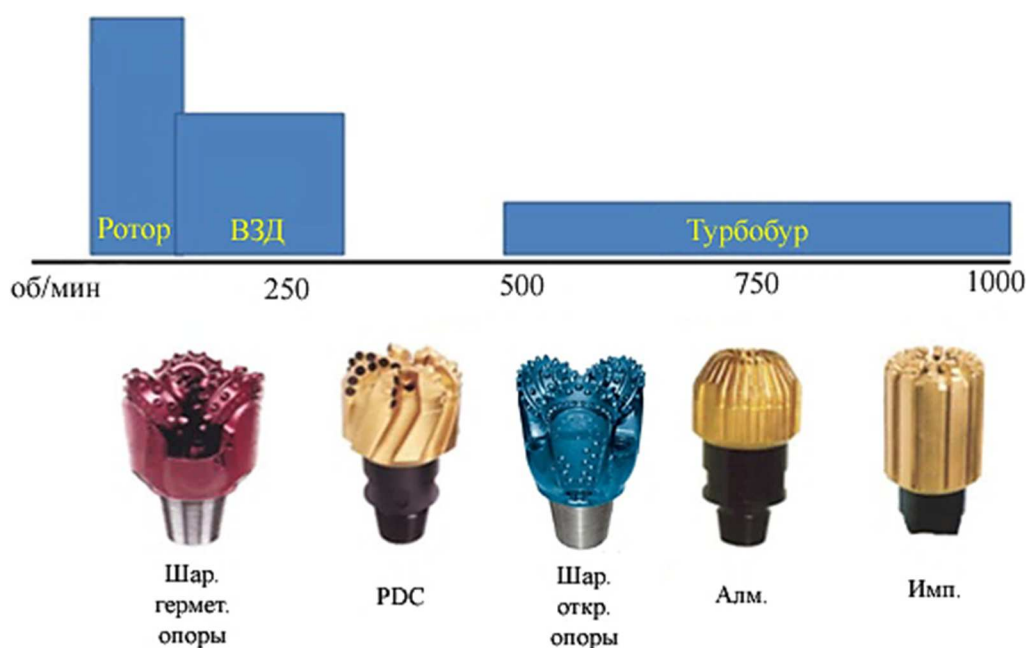 Ротор
ВЗД
Турбобур
об/мин
250
500
750
1000
Шар.
гермет.
опоры
PDC
Шар.
откр.
опоры
Алм.
Имп.